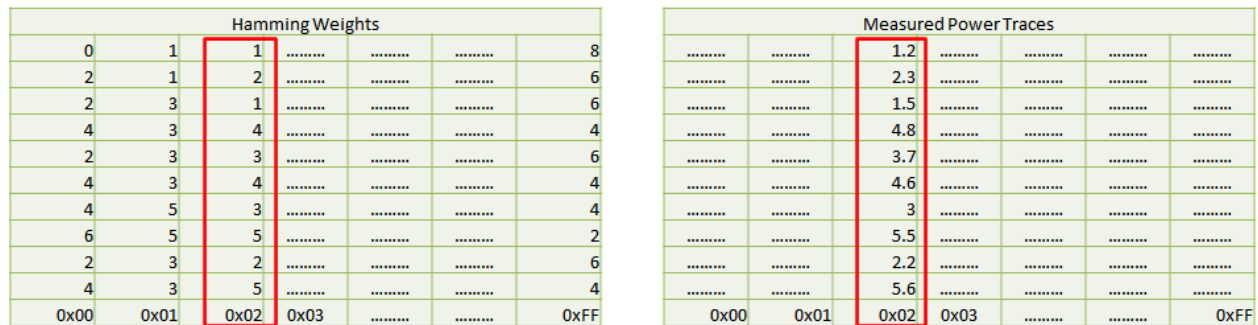 Hamming Weights
0 1 1 ......... ......... ......... 8
2 1 2 ......... ......... ......... 6
2 3 1 ......... ......... ......... 6
4 3 4 ......... ......... ......... 4
2 3 3 ......... ......... ......... 6
4 3 4 ......... ......... ......... 4
4 5 3 ......... ......... ......... 4
6 5 5 ......... ......... ......... 2
2 3 2 ......... ......... ......... 6
4 3 5 ......... ......... ......... 4
0x00 0x01 0x02 0x03 ......... ......... 0xFF
Measured Power Traces
......... ......... 1.2 ......... ......... ......... .........
......... ......... 2.3 ......... ......... ......... .........
......... ......... 1.5 ......... ......... ......... .........
......... ......... 4.8 ......... ......... ......... .........
......... ......... 3.7 ......... ......... ......... .........
......... ......... 4.6 ......... ......... ......... .........
......... ......... 3 ......... ......... ......... .........
......... ......... 5.5 ......... ......... ......... .........
......... ......... 2.2 ......... ......... ......... .........
......... ......... 5.6 ......... ......... ......... .........
0x00 0x01 0x02 0x03 ......... ......... 0xFF